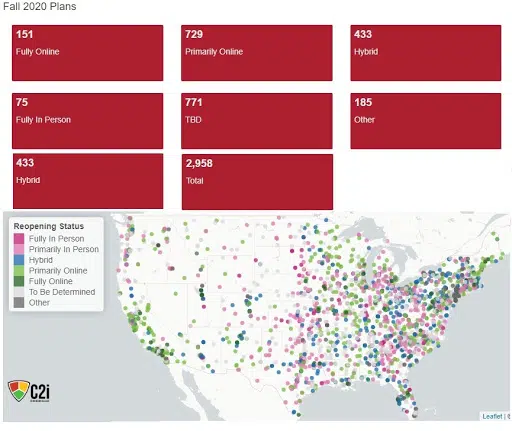 Fall 2020 Plans
151
Fully Online
729
Primarily Online
433
Hybrid
75
Fully In Person
771
TBD
185
Other
433
Hybrid
2,958
Total
Reopening Status
Fully In Person
Primarily In Person
Hybrid
Primarily Online
Fully Online
To Be Determined
Other
C2i
Leaflet | ©